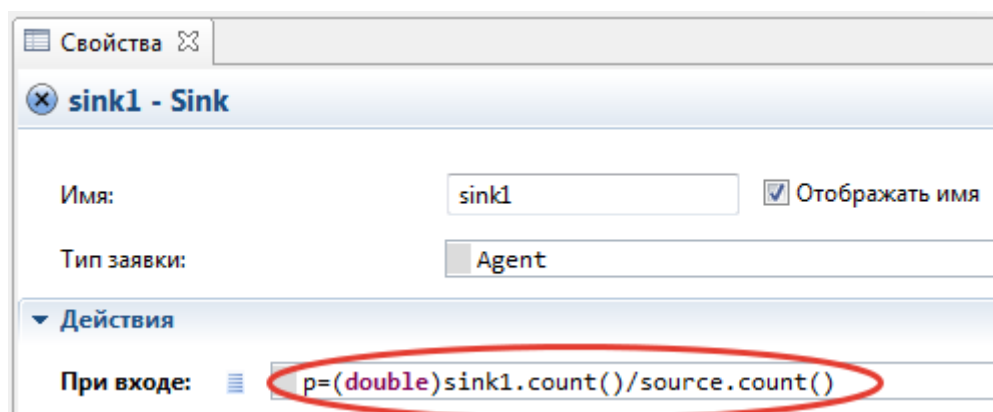 Свойства
sink1 - Sink
Имя: sink1 Отображать имя
Тип заявки: Agent
Действия
При входе: p=(double)sink1.count()/source.count()